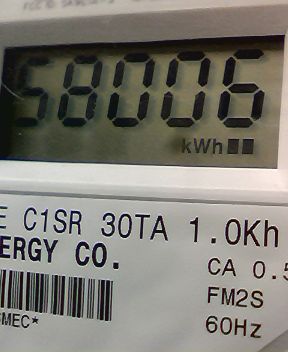 58006
kWh
E C1SR 30TA 1.0Kh
ERGY CO.
CA 0.5
FM2S
60Hz
MEC*